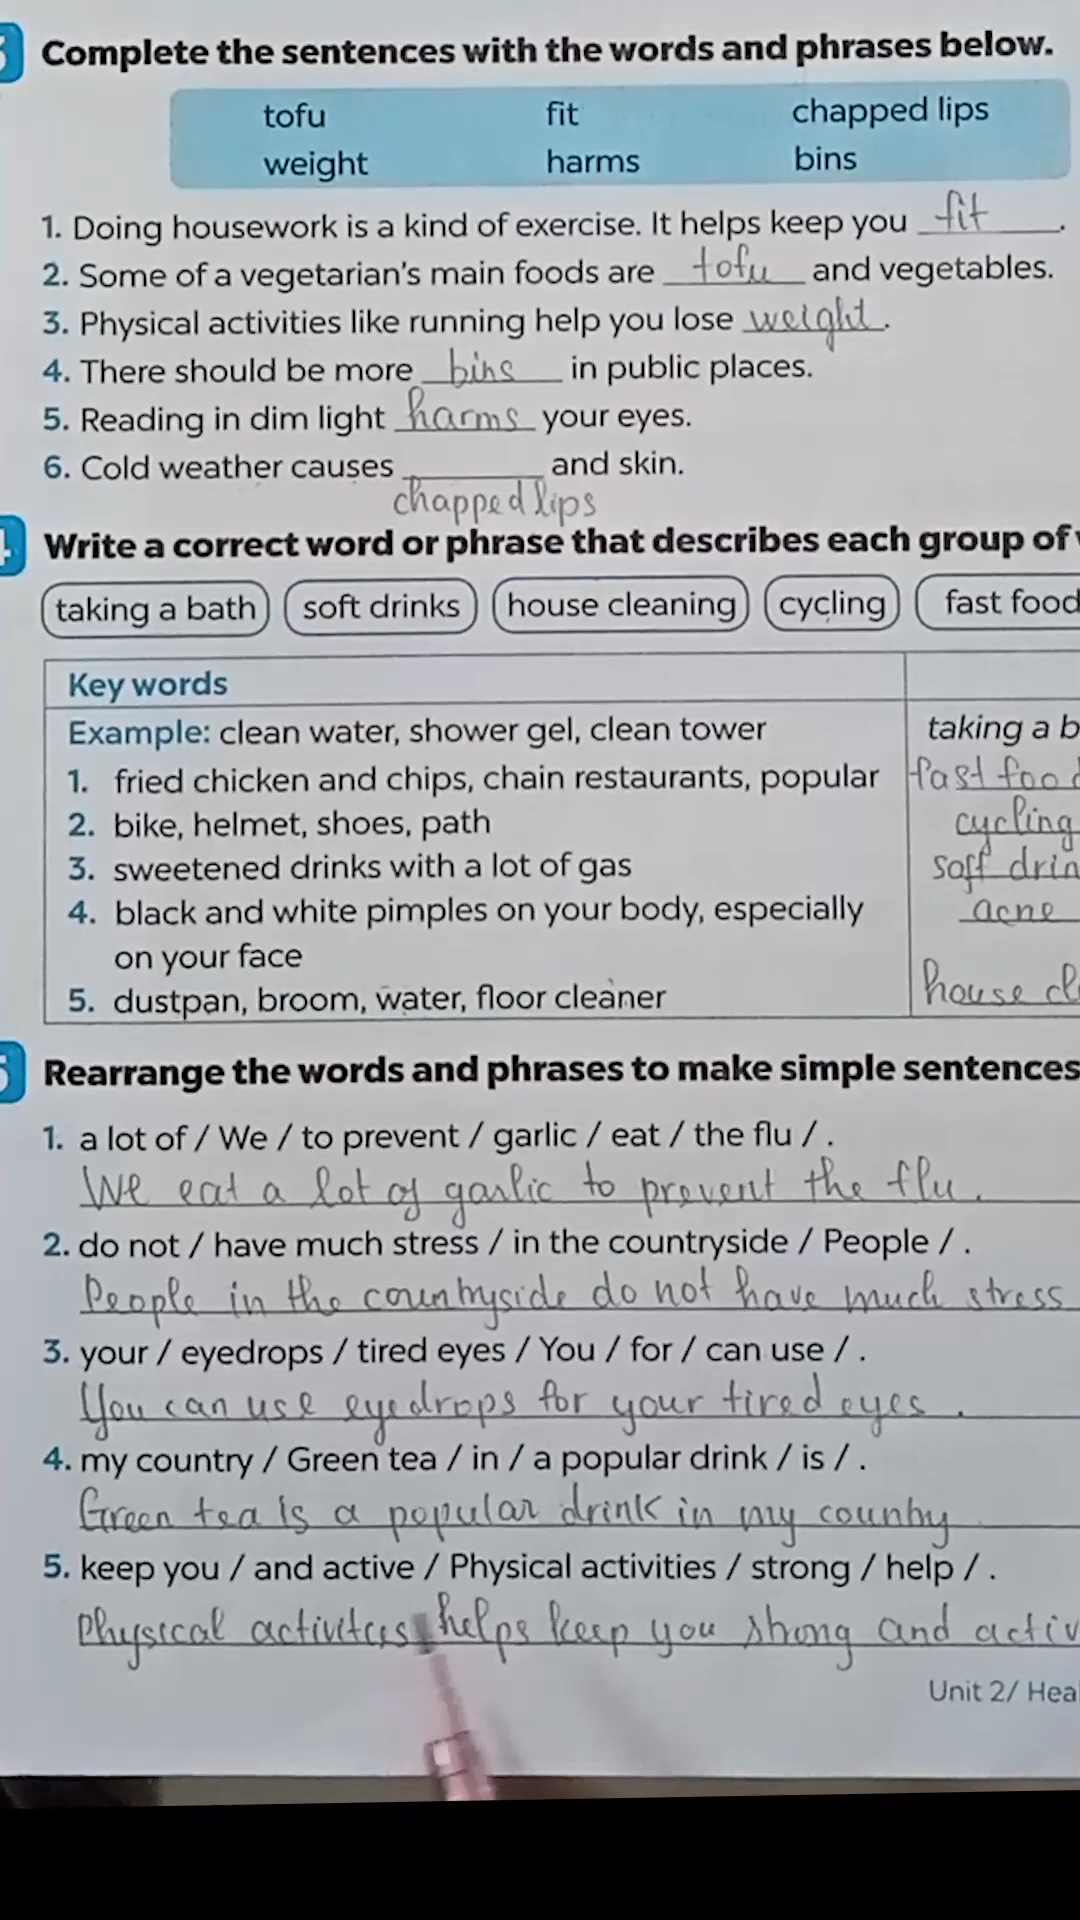 Complete the sentences with the words and phrases below.
tofu fit chapped lips
weight harms bins
1. Doing housework is a kind of exercise. It helps keep you fit.
2. Some of a vegetarian's main foods are tofu and vegetables.
3. Physical activities like running help you lose weight.
4. There should be more bins in public places.
5. Reading in dim light harms your eyes.
6. Cold weather causes ________ and skin.
chapped lips
Write a correct word or phrase that describes each group of
taking a bath soft drinks house cleaning cycling fast food
Key words
Example: clean water, shower gel, clean tower taking a b
1. fried chicken and chips, chain restaurants, popular fast food
2. bike, helmet, shoes, path cycling
3. sweetened drinks with a lot of gas soft drin
4. black and white pimples on your body, especially acne
on your face
5. dustpan, broom, water, floor cleaner house cl
Rearrange the words and phrases to make simple sentences
1. a lot of / We / to prevent / garlic / eat / the flu / .
We eat a lot of garlic to prevent the flu.
2. do not / have much stress / in the countryside / People / .
People in the countryside do not have much stress
3. your / eyedrops / tired eyes / You / for / can use / .
You can use eyedrops for your tired eyes.
4. my country / Green tea / in / a popular drink / is / .
Green tea is a popular drink in my country
5. keep you / and active / Physical activities / strong / help / .
Physical activities helps keep you strong and activ
Unit 2/ Hea